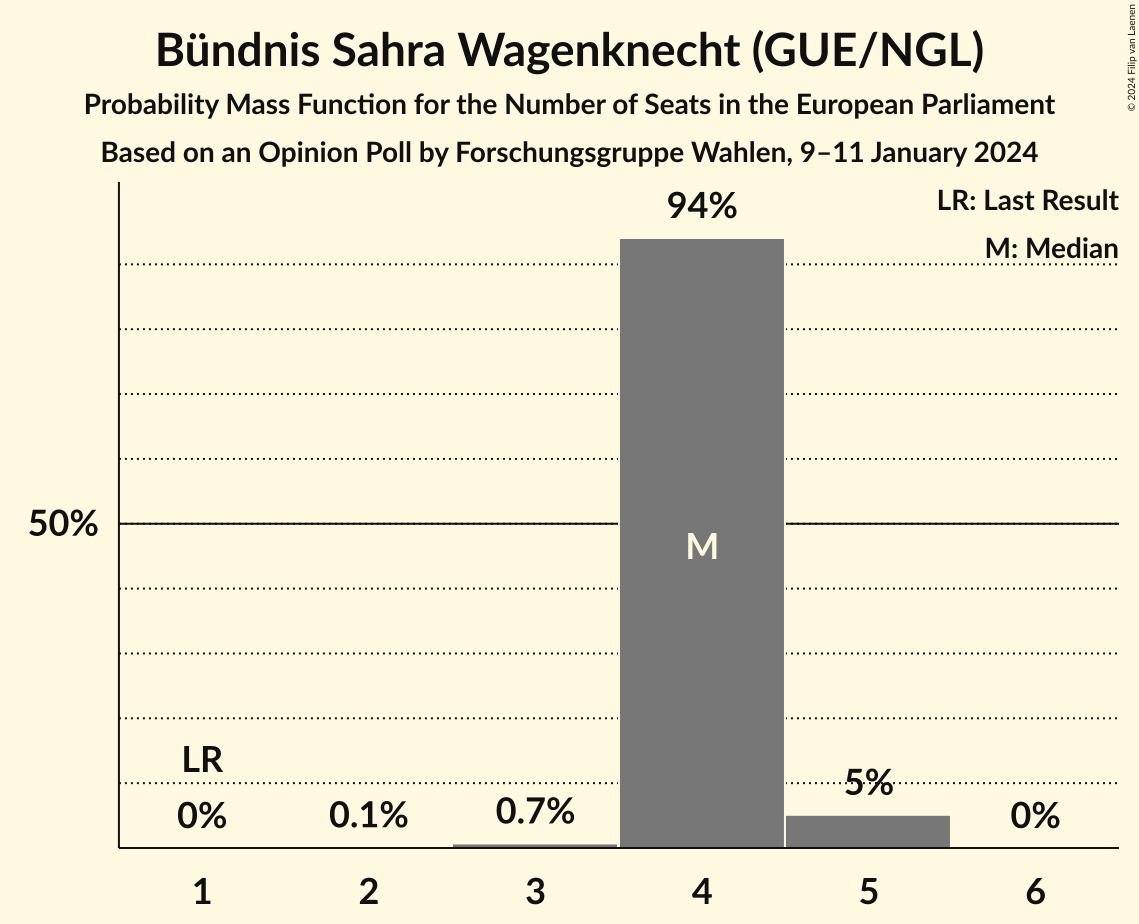 Bündnis Sahra Wagenknecht (GUE/NGL)
Probability Mass Function for the Number of Seats in the European Parliament
Based on an Opinion Poll by Forschungsgruppe Wahlen, 9–11 January 2024
© 2024 Filip van Laenen
LR: Last Result
M: Median
94%
50%
M
LR
0%
0.1%
0.7%
5%
0%
1
2
3
4
5
6